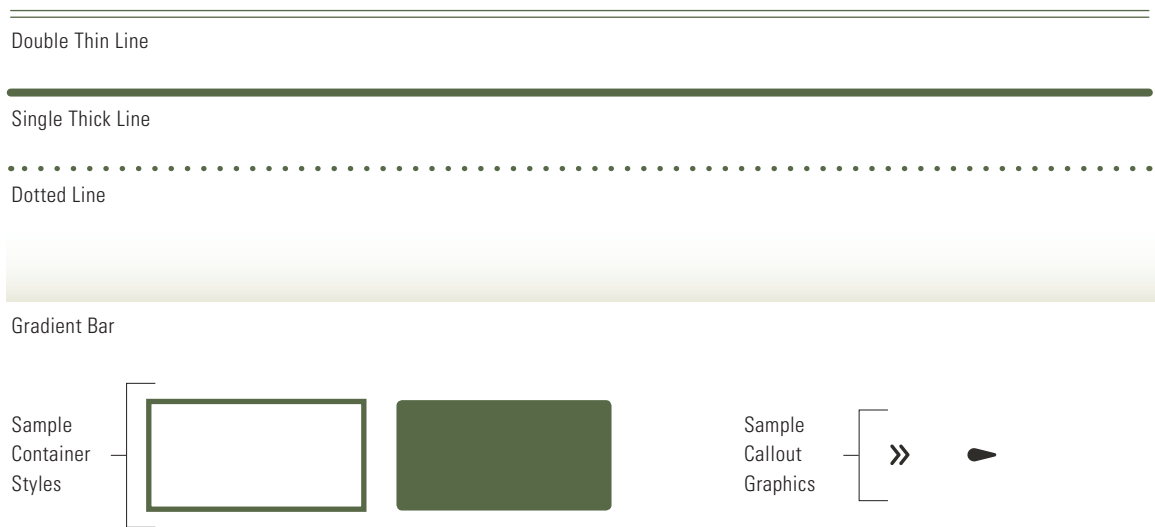 Double Thin Line
Single Thick Line
Dotted Line
Gradient Bar
Sample
Container
Styles
Sample
Callout
Graphics